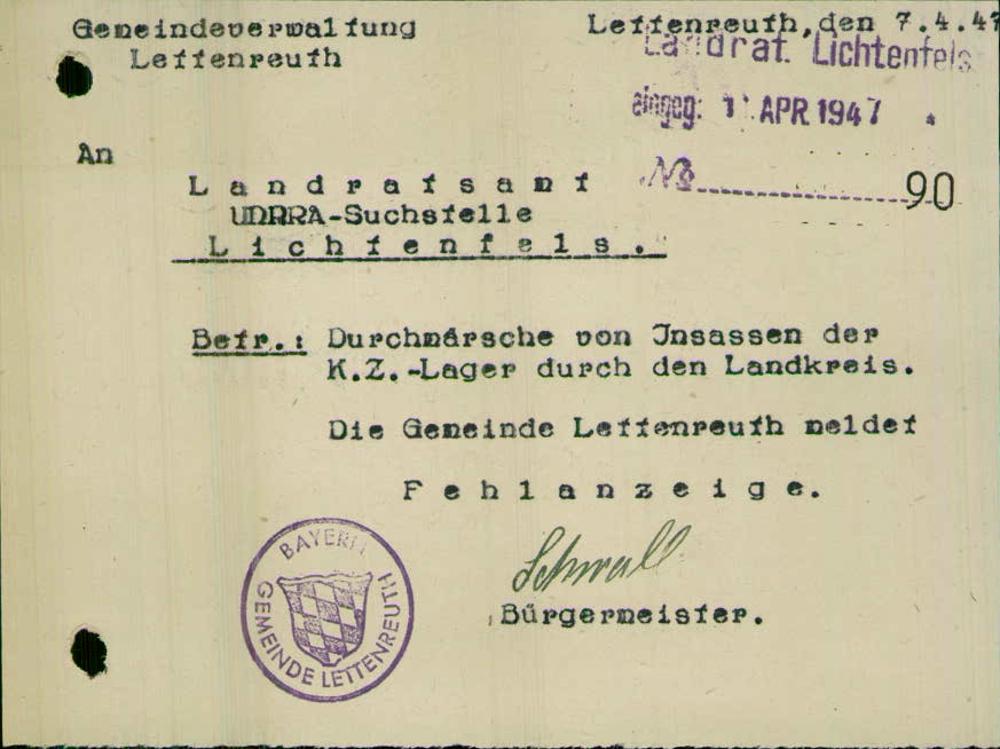 Gemeindeverwaltung
Lettenreuth
Lettenreuth, den 7.4.47
Landrat Lichtenfels
eingeg: 1 APR 1947
An
Landratsamt
UNRRA-Suchstelle
Lichtenfels.
No 90
Betr.: Durchmärsche von Insassen der
K.Z.-Lager durch den Landkreis.
Die Gemeinde Lettenreuth meldet
Fehlanzeige.
Schwall
Bürgermeister.
BAYERN
GEMEINDE LETTENREUTH